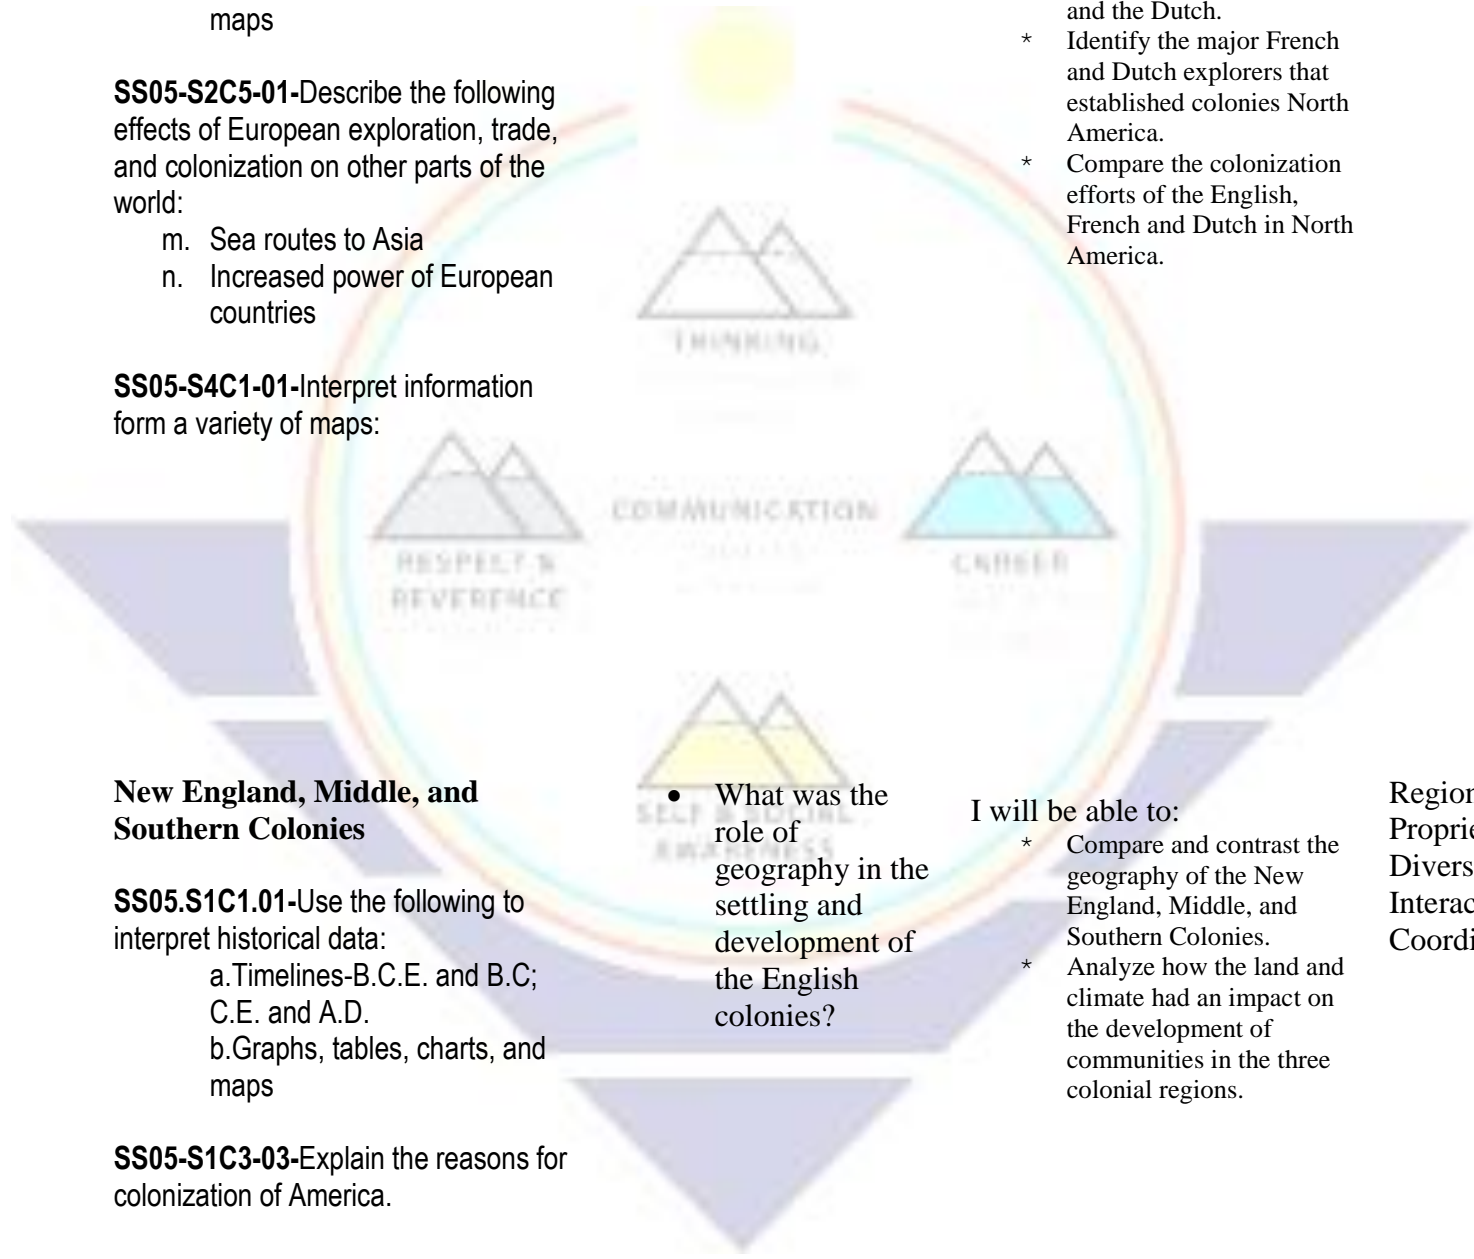 maps
SS05-S2C5-01-Describe the following
effects of European exploration, trade,
and colonization on other parts of the
world:
m. Sea routes to Asia
n. Increased power of European
countries
SS05-S4C1-01-Interpret information
form a variety of maps:
and the Dutch.
* Identify the major French
and Dutch explorers that
established colonies North
America.
* Compare the colonization
efforts of the English,
French and Dutch in North
America.
THINKING
COMMUNICATION
RESPECT &
REVERENCE
CAREER
SELF & SOCIAL
AWARENESS
New England, Middle, and
Southern Colonies
SS05.S1C1.01-Use the following to
interpret historical data:
a.Timelines-B.C.E. and B.C;
C.E. and A.D.
b.Graphs, tables, charts, and
maps
SS05-S1C3-03-Explain the reasons for
colonization of America.
• What was the
role of
geography in the
settling and
development of
the English
colonies?
I will be able to:
* Compare and contrast the
geography of the New
England, Middle, and
Southern Colonies.
* Analyze how the land and
climate had an impact on
the development of
communities in the three
colonial regions.
Region
Proprie
Divers
Interac
Coordi